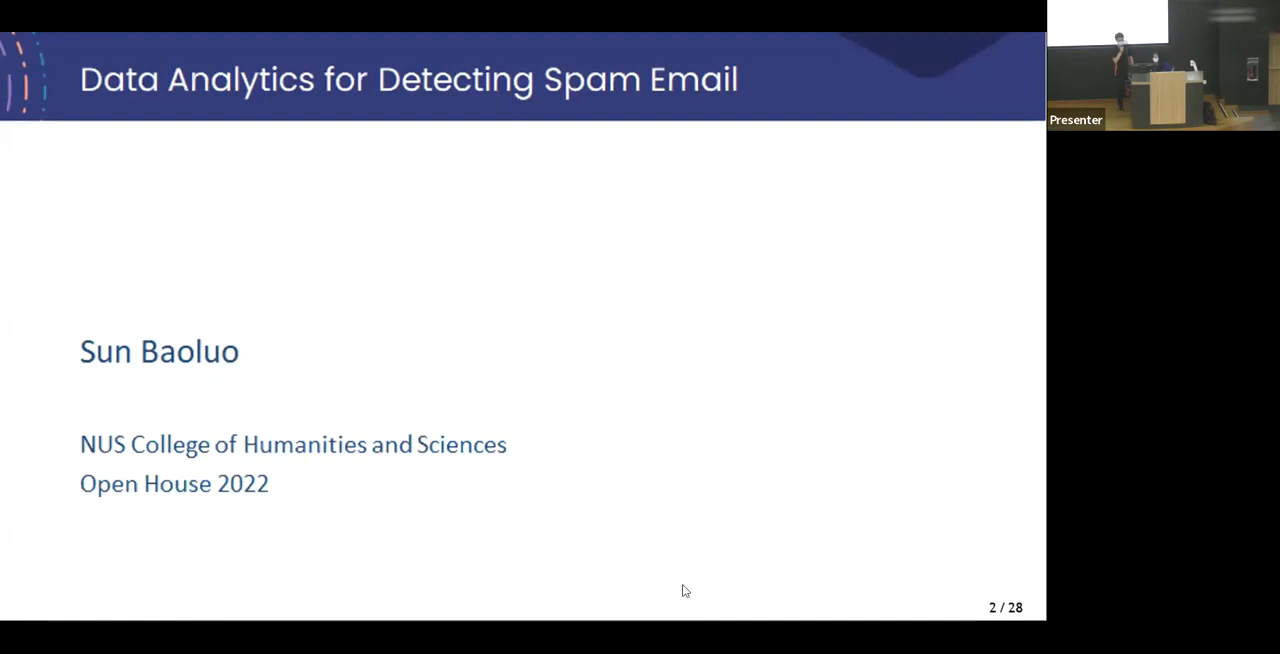 Data Analytics for Detecting Spam Email
Presenter
Sun Baoluo
NUS College of Humanities and Sciences
Open House 2022
2 / 28